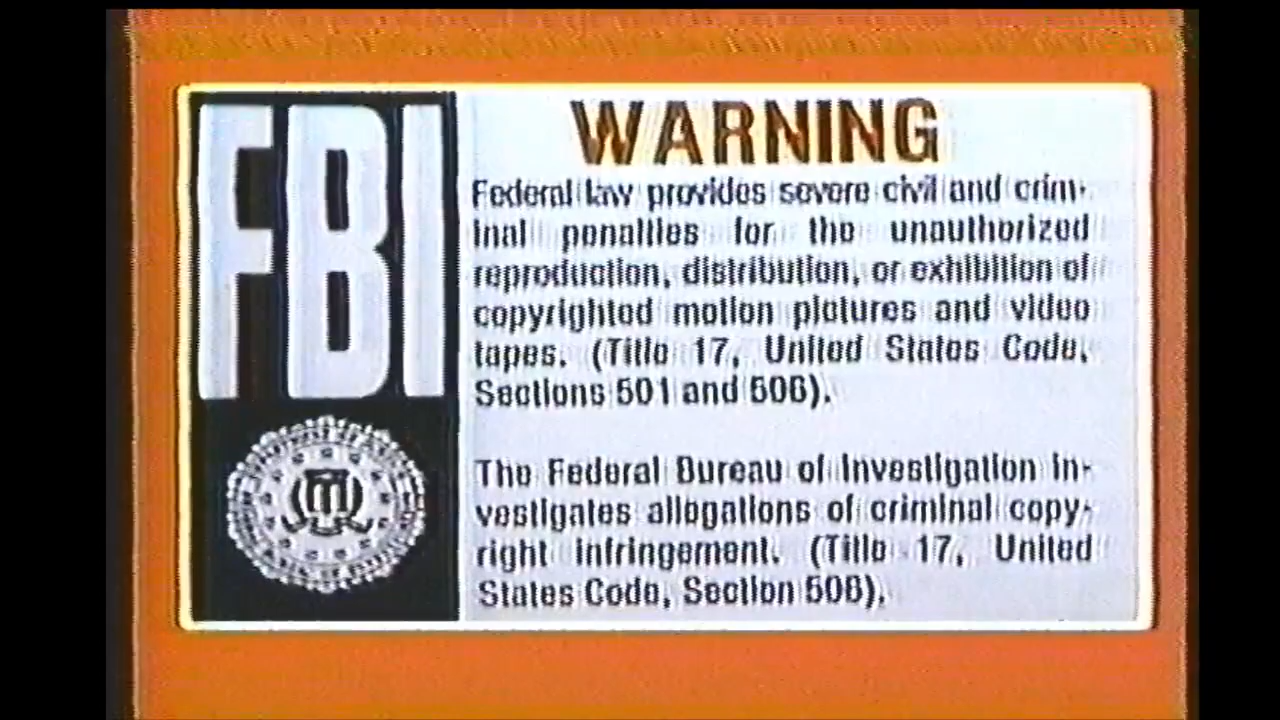 FBI
WARNING
Federal law provides severe civil and crim-
inal penalties for the unauthorized
reproduction, distribution, or exhibition of
copyrighted motion pictures and video
tapes. (Title 17, United States Code,
Sections 501 and 506).
The Federal Bureau of Investigation in-
vestigates allegations of criminal copy-
right infringement. (Title 17, United
States Code, Section 506).